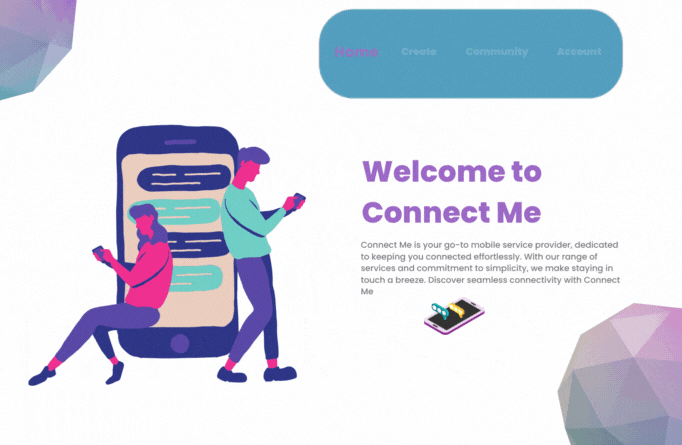 Home Create Community Account
Welcome to
Connect Me
Connect Me is your go-to mobile service provider, dedicated
to keeping you connected effortlessly. With our range of
services and commitment to simplicity, we make staying in
touch a breeze. Discover seamless connectivity with Connect
Me